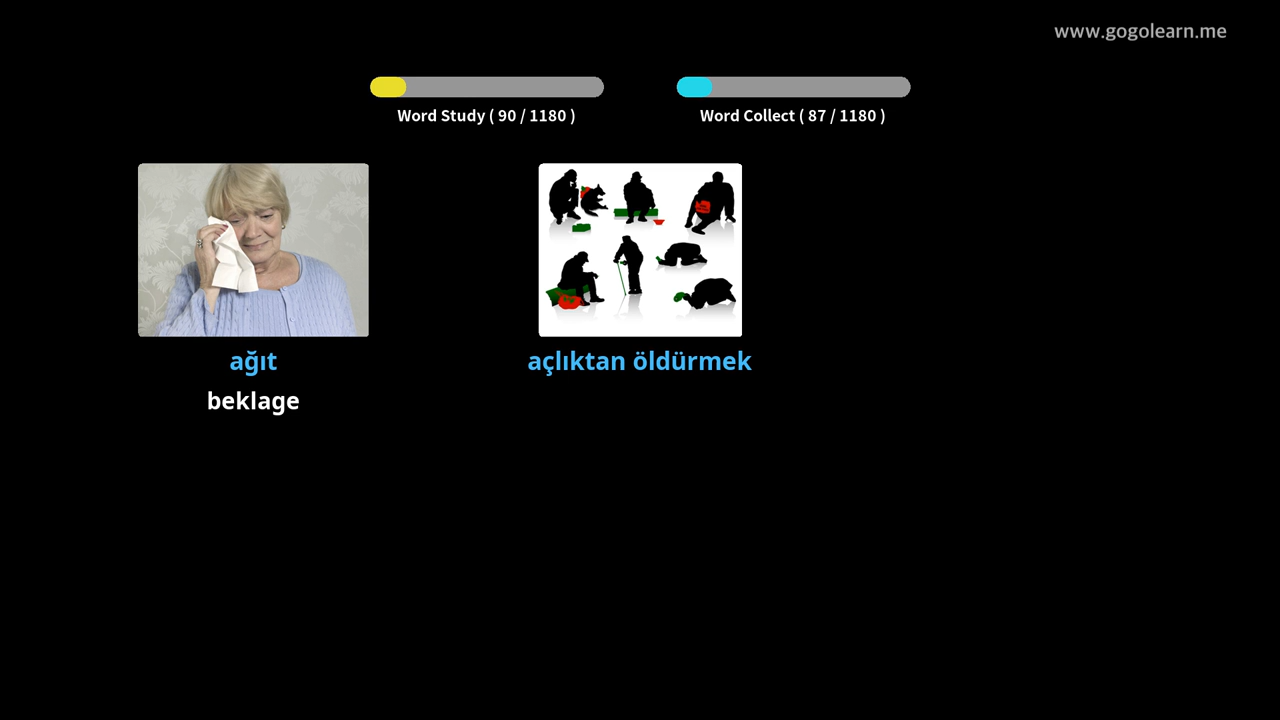 www.gogolearn.me
Word Study ( 90 / 1180 )
Word Collect ( 87 / 1180 )
ağıt
açlıktan öldürmek
beklage